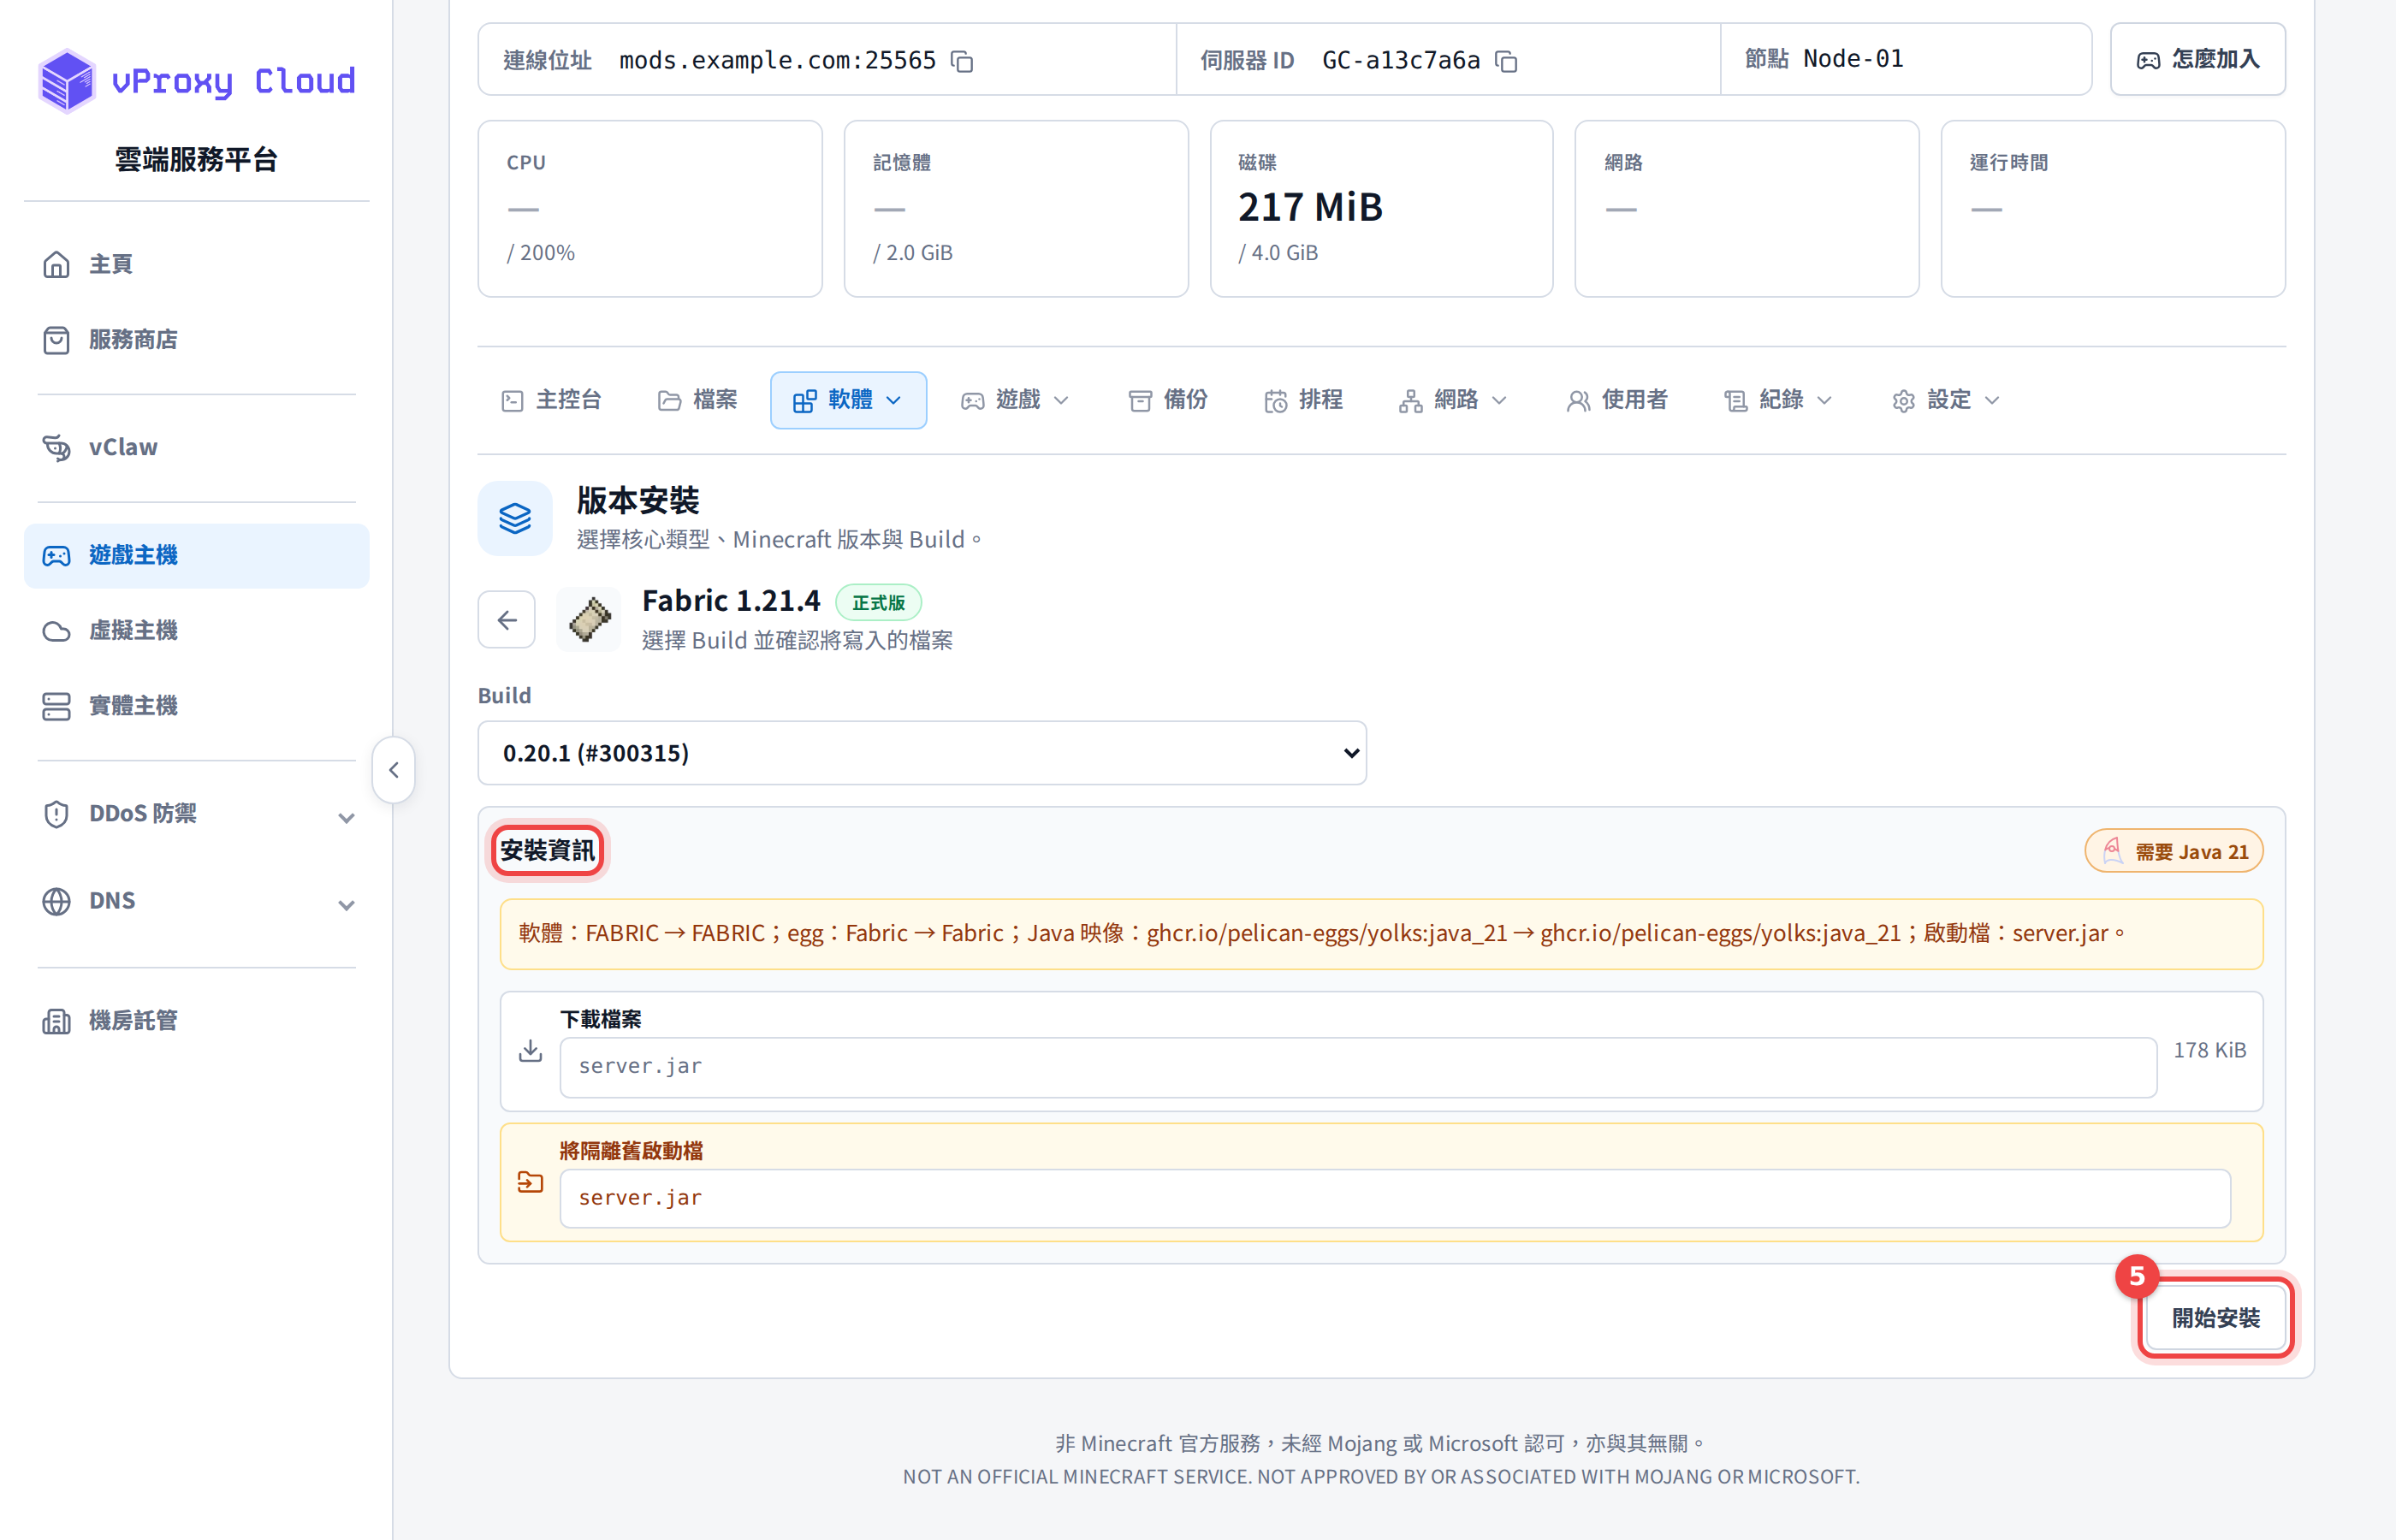 vProxy Cloud
雲端服務平台
主頁
服務商店
vClaw
遊戲主機
虛擬主機
實體主機
DDoS 防禦
DNS
機房託管
連線位址 mods.example.com:25565
伺服器 ID GC-a13c7a6a
節點 Node-01
怎麼加入
CPU
—
/ 200%
記憶體
—
/ 2.0 GiB
磁碟
217 MiB
/ 4.0 GiB
網路
—
運行時間
—
主控台 檔案 軟體 遊戲 備份 排程 網路 使用者 紀錄 設定
版本安裝
選擇核心類型、Minecraft 版本與 Build。
Fabric 1.21.4 正式版
選擇 Build 並確認將寫入的檔案
Build
0.20.1 (#300315)
安裝資訊
需要 Java 21
軟體：FABRIC → FABRIC；egg：Fabric → Fabric；Java 映像：ghcr.io/pelican-eggs/yolks:java_21 → ghcr.io/pelican-eggs/yolks:java_21；啟動檔：server.jar。
下載檔案
server.jar
178 KiB
將隔離舊啟動檔
server.jar
5
開始安裝
非 Minecraft 官方服務，未經 Mojang 或 Microsoft 認可，亦與其無關。
NOT AN OFFICIAL MINECRAFT SERVICE. NOT APPROVED BY OR ASSOCIATED WITH MOJANG OR MICROSOFT.